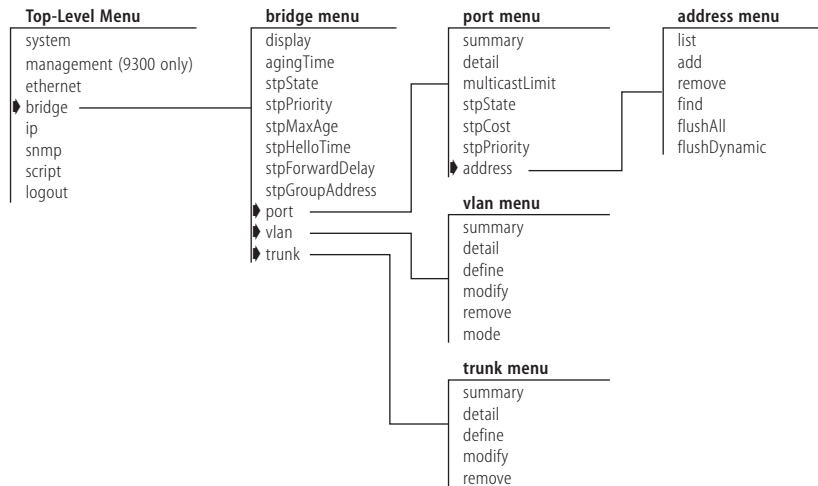 Top-Level Menu
system
management (9300 only)
ethernet
bridge
ip
snmp
script
logout
bridge menu
display
agingTime
stpState
stpPriority
stpMaxAge
stpHelloTime
stpForwardDelay
stpGroupAddress
port
vlan
trunk
port menu
summary
detail
multicastLimit
stpState
stpCost
stpPriority
address
vlan menu
summary
detail
define
modify
remove
mode
trunk menu
summary
detail
define
modify
remove
address menu
list
add
remove
find
flushAll
flushDynamic